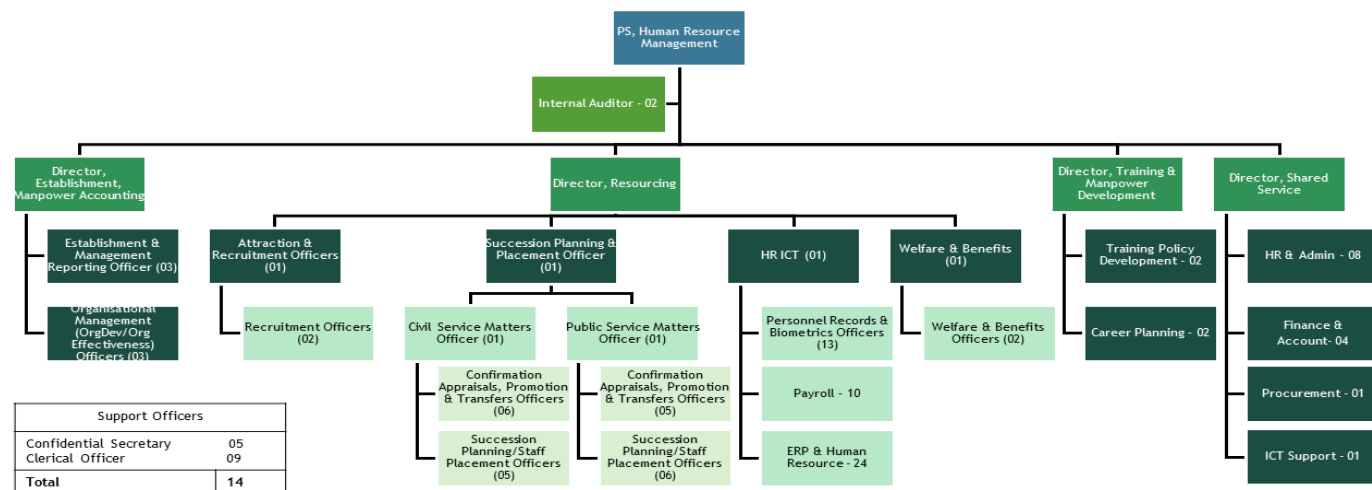 PS, Human Resource
Management
Internal Auditor - 02
Director,
Establishment,
Manpower Accounting
Director, Resourcing
Director, Training &
Manpower
Development
Director, Shared
Service
Establishment &
Management
Reporting Officer (03)
Attraction &
Recruitment Officers
(01)
Succession Planning &
Placement Officer
(01)
HR ICT (01)
Welfare & Benefits
(01)
Training Policy
Development - 02
HR & Admin - 08
Organisational
Management
(OrgDev/Org
Effectiveness)
Officers (03)
Recruitment Officers
(02)
Civil Service Matters
Officer (01)
Public Service Matters
Officer (01)
Personnel Records &
Biometrics Officers
(13)
Welfare & Benefits
Officers (02)
Career Planning - 02
Finance &
Account- 04
Confirmation
Appraisals, Promotion
& Transfers Officers
(06)
Confirmation
Appraisals, Promotion
& Transfers Officers
(05)
Payroll - 10
Procurement - 01
Succession
Planning/Staff
Placement Officers
(05)
Succession
Planning/Staff
Placement Officers
(06)
ERP & Human
Resource - 24
ICT Support - 01
Support Officers
Confidential Secretary 05
Clerical Officer 09
Total 14